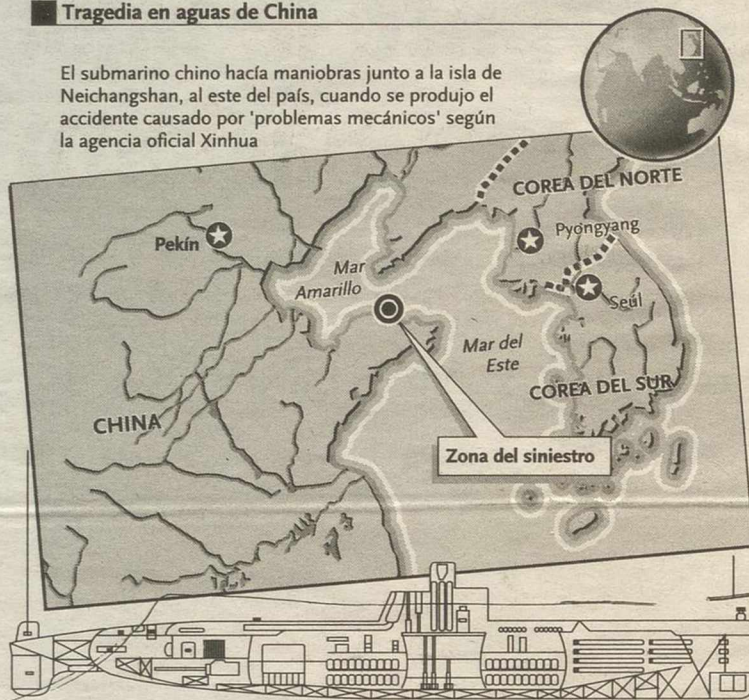 Tragedia en aguas de China
El submarino chino hacía maniobras junto a la isla de
Neichangshan, al este del país, cuando se produjo el
accidente causado por 'problemas mecánicos' según
la agencia oficial Xinhua
COREA DEL NORTE
Pekín
Pyongyang
Mar
Amarillo
Seúl
Mar del
Este
COREA DEL SUR
CHINA
Zona del siniestro